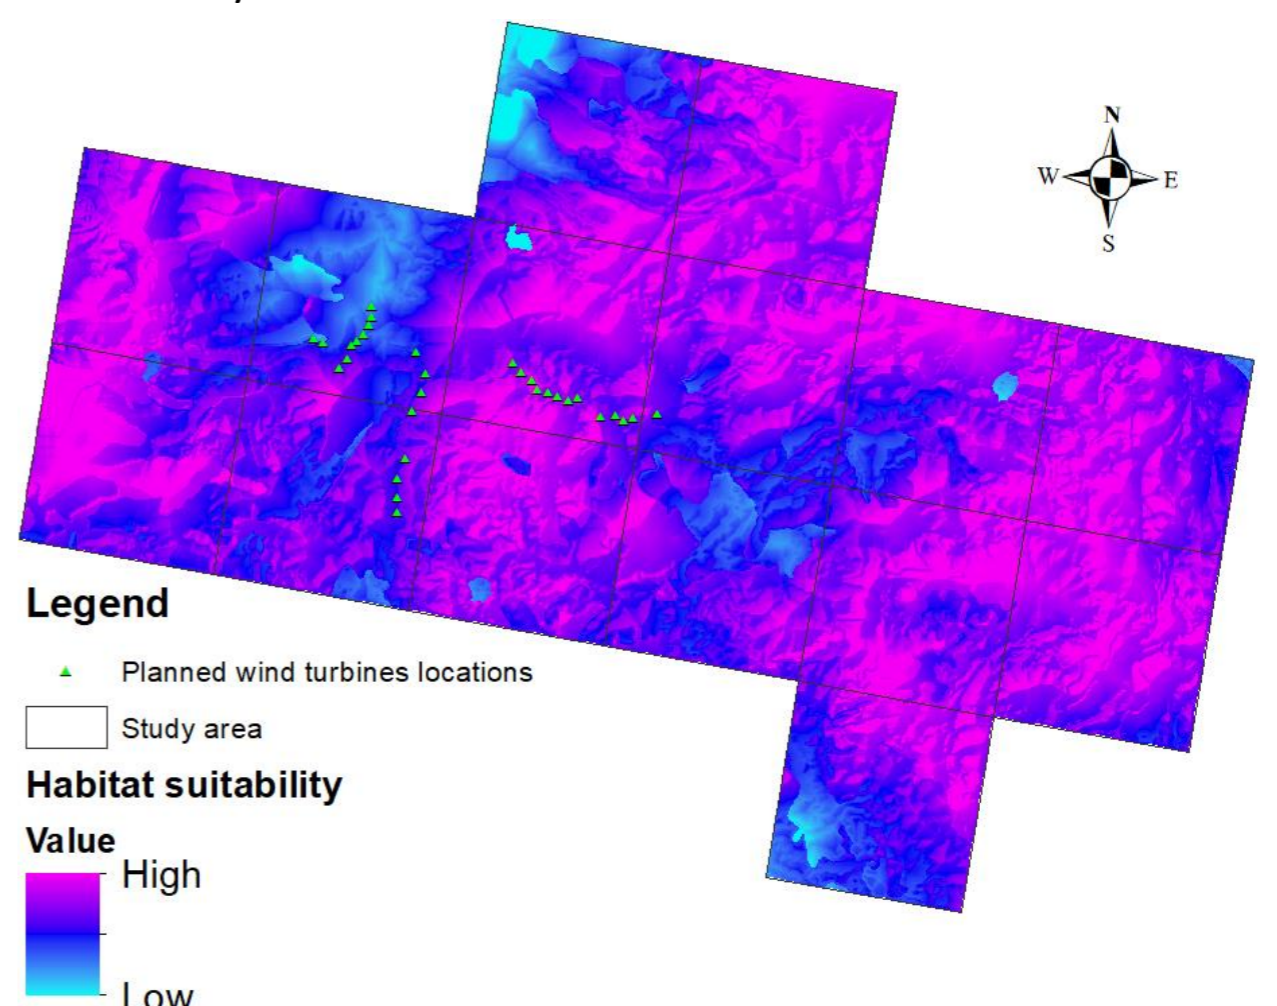 N
W E
S
Legend
Planned wind turbines locations
Study area
Habitat suitability
Value
High
Low